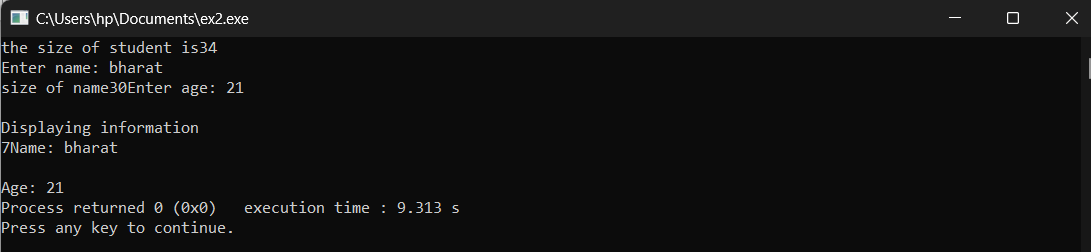 C:\Users\hp\Documents\ex2.exe
the size of student is34
Enter name: bharat
size of name30Enter age: 21
Displaying information
7Name: bharat
Age: 21
Process returned 0 (0x0)   execution time : 9.313 s
Press any key to continue.